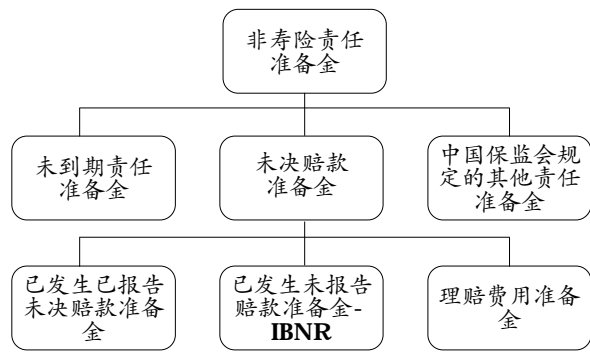 非寿险责任
准备金
未到期责任
准备金
未决赔款
准备金
中国保监会规
定的其他责任
准备金
已发生已报告
未决赔款准备
金
已发生未报告
赔款准备金-
IBNR
理赔费用准备
金